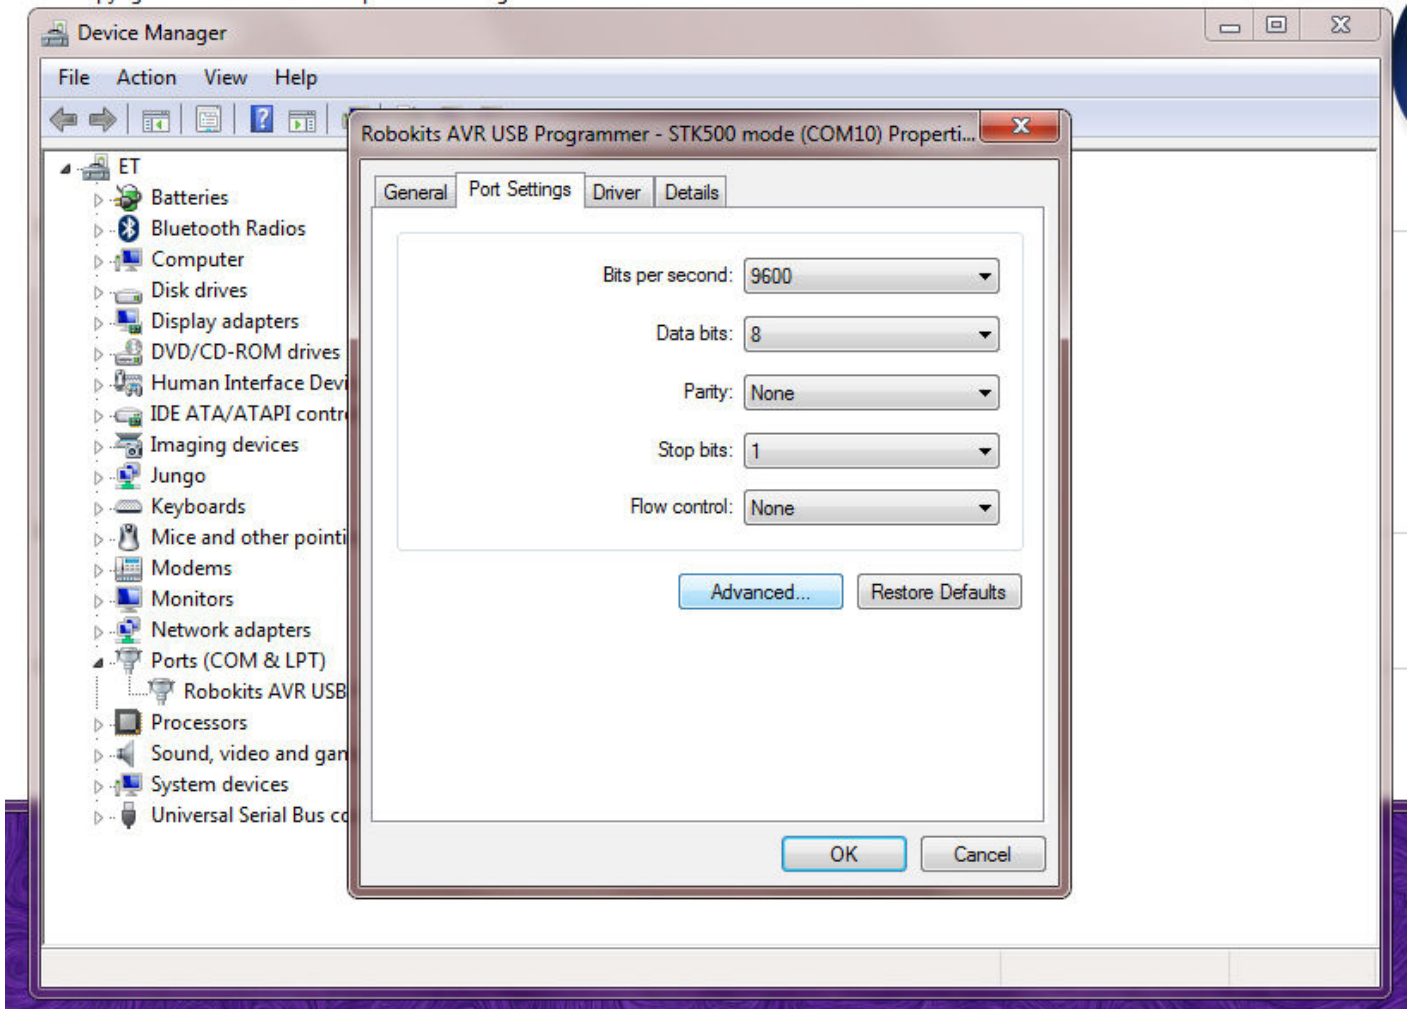 Device Manager
File Action View Help
Robokits AVR USB Programmer - STK500 mode (COM10) Properti...
ET
Batteries
Bluetooth Radios
Computer
Disk drives
Display adapters
DVD/CD-ROM drives
Human Interface Devi
IDE ATA/ATAPI contr
Imaging devices
Jungo
Keyboards
Mice and other pointi
Modems
Monitors
Network adapters
Ports (COM & LPT)
Robokits AVR USB
Processors
Sound, video and gan
System devices
Universal Serial Bus co
General Port Settings Driver Details
Bits per second: 9600
Data bits: 8
Parity: None
Stop bits: 1
Flow control: None
Advanced... Restore Defaults
OK Cancel